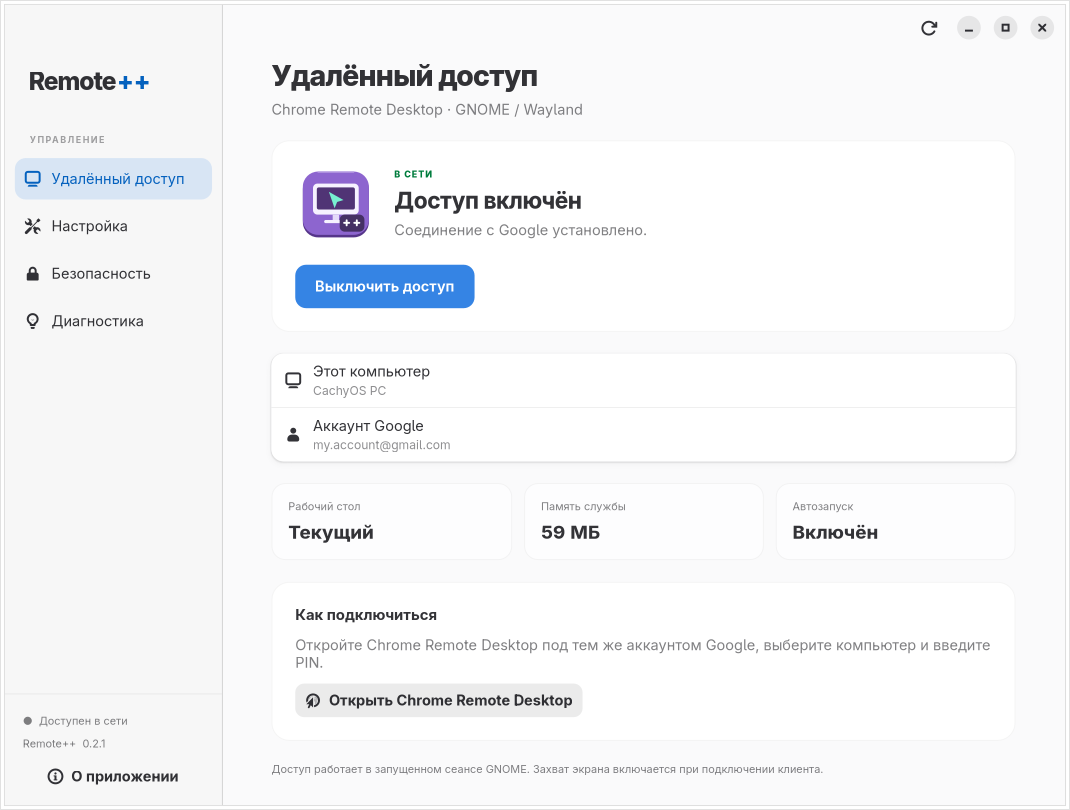 Remote++
УПРАВЛЕНИЕ
Удалённый доступ
Настройка
Безопасность
Диагностика
Доступен в сети
Remote++ 0.2.1
О приложении
Удалённый доступ
Chrome Remote Desktop · GNOME / Wayland
++
В СЕТИ
Доступ включён
Соединение с Google установлено.
Выключить доступ
Этот компьютер
CachyOS PC
Аккаунт Google
my.account@gmail.com
Рабочий стол
Текущий
Память службы
59 МБ
Автозапуск
Включён
Как подключиться
Откройте Chrome Remote Desktop под тем же аккаунтом Google, выберите компьютер и введите
PIN.
Открыть Chrome Remote Desktop
Доступ работает в запущенном сеансе GNOME. Захват экрана включается при подключении клиента.